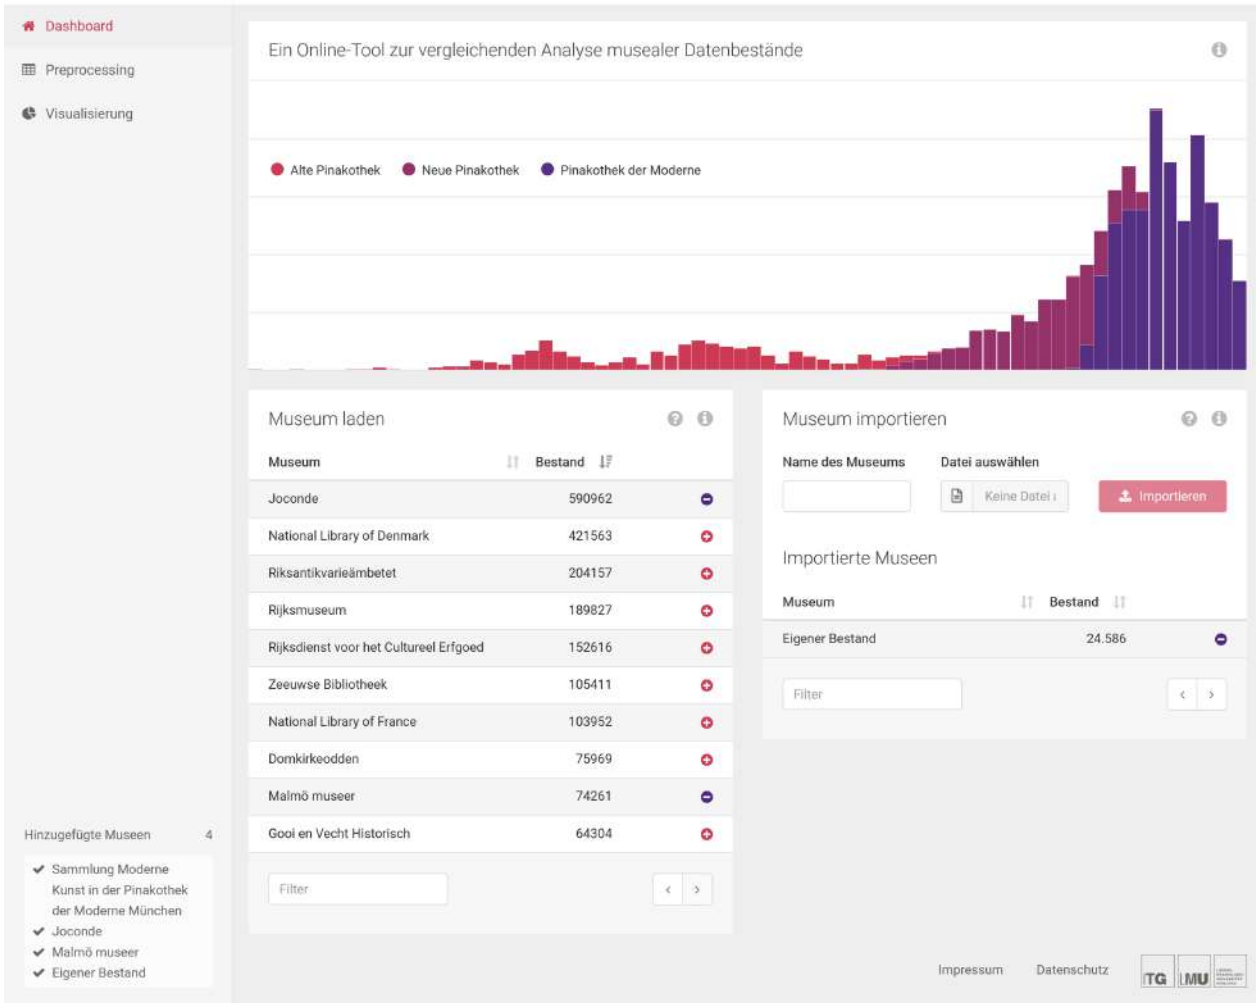 Dashboard
Preprocessing
Visualisierung
Ein Online-Tool zur vergleichenden Analyse musealer Datenbestände
Alte Pinakothek Neue Pinakothek Pinakothek der Moderne
Museum laden
Museum Bestand
Joconde 590962
National Library of Denmark 421563
Riksantikvarieämbetet 204157
Rijksmuseum 189827
Rijksdienst voor het Cultureel Erfgoed 152616
Zeeuwse Bibliotheek 105411
National Library of France 103952
Domkirkeodden 75969
Malmö museer 74261
Gooi en Vecht Historisch 64304
Filter
Museum importieren
Name des Museums Datei auswählen
Keine Datei Importieren
Importierte Museen
Museum Bestand
Eigener Bestand 24.586
Filter
Hinzugefügte Museen 4
Sammlung Moderne
Kunst in der Pinakothek
der Moderne München
Joconde
Malmö museer
Eigener Bestand
Impressum Datenschutz
ITG LMU